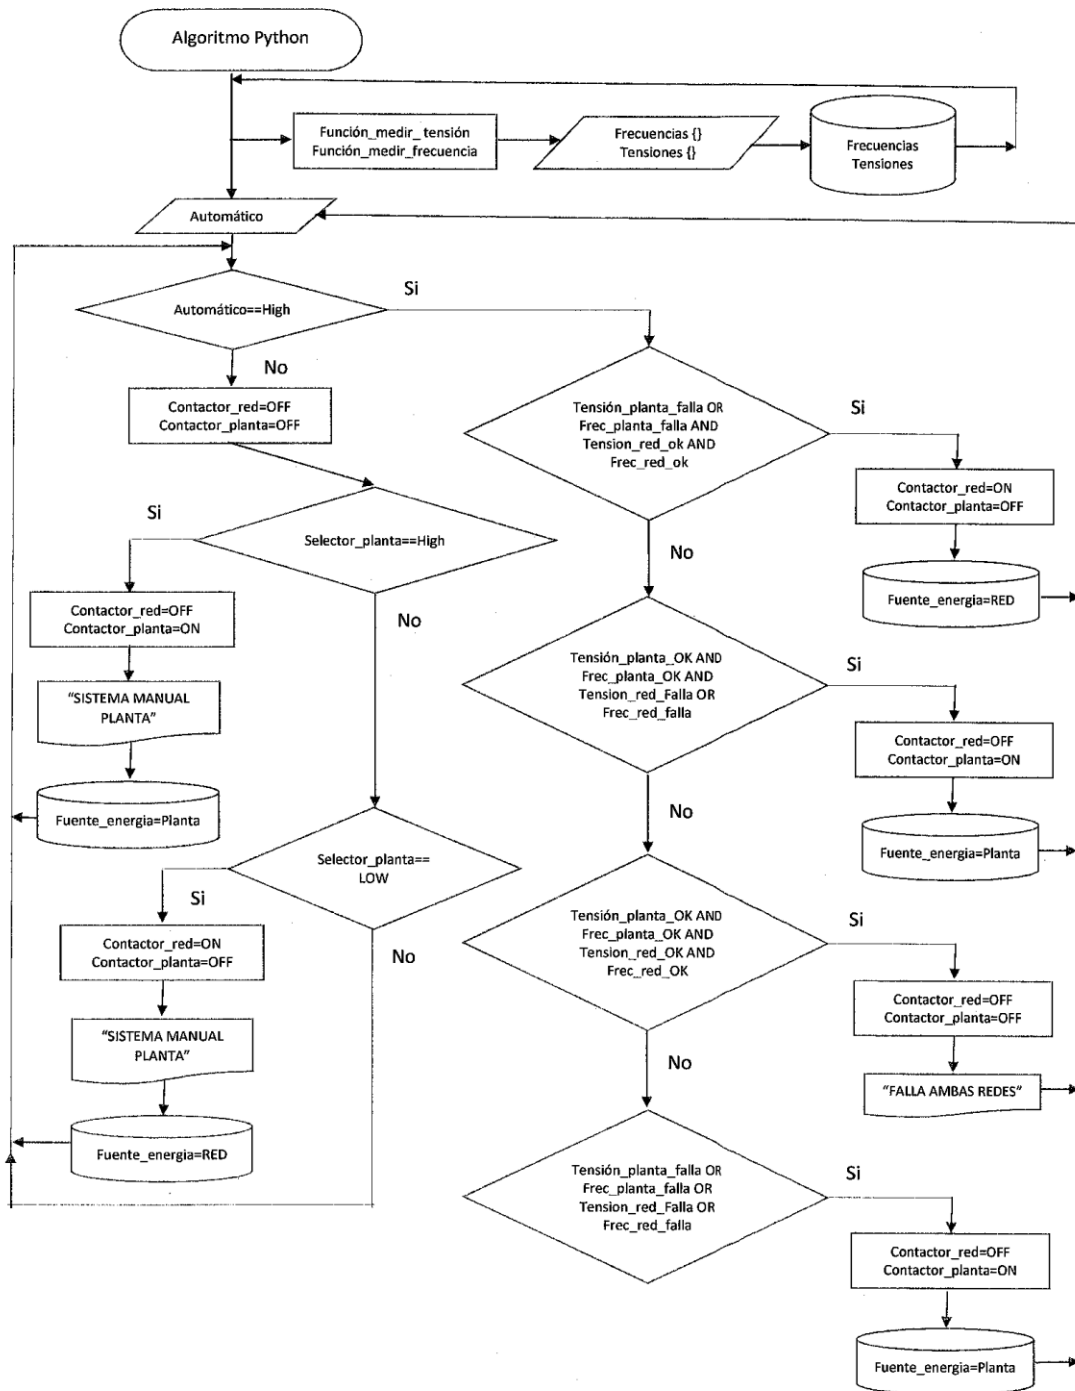 Algoritmo Python
Función_medir_ tensión
Función_medir_frecuencia
Frecuencias {}
Tensiones {}
Frecuencias
Tensiones
Automático
Automático==High
Si
No
Contactor_red=OFF
Contactor_planta=OFF
Tensión_planta_falla OR
Frec_planta_falla AND
Tension_red_ok AND
Frec_red_ok
Si
Contactor_red=ON
Contactor_planta=OFF
Fuente_energia=RED
No
Selector_planta==High
Si
No
Contactor_red=OFF
Contactor_planta=ON
"SISTEMA MANUAL
PLANTA"
Fuente_energia=Planta
Tensión_planta_OK AND
Frec_planta_OK AND
Tension_red_Falla OR
Frec_red_falla
Si
Contactor_red=OFF
Contactor_planta=ON
Fuente_energia=Planta
No
Selector_planta==
LOW
Si
No
Contactor_red=ON
Contactor_planta=OFF
"SISTEMA MANUAL
PLANTA"
Fuente_energia=RED
Tensión_planta_OK AND
Frec_planta_OK AND
Tension_red_OK AND
Frec_red_OK
Si
Contactor_red=OFF
Contactor_planta=OFF
"FALLA AMBAS REDES"
No
Tensión_planta_falla OR
Frec_planta_falla OR
Tension_red_Falla OR
Frec_red_falla
Si
Contactor_red=OFF
Contactor_planta=ON
Fuente_energia=Planta